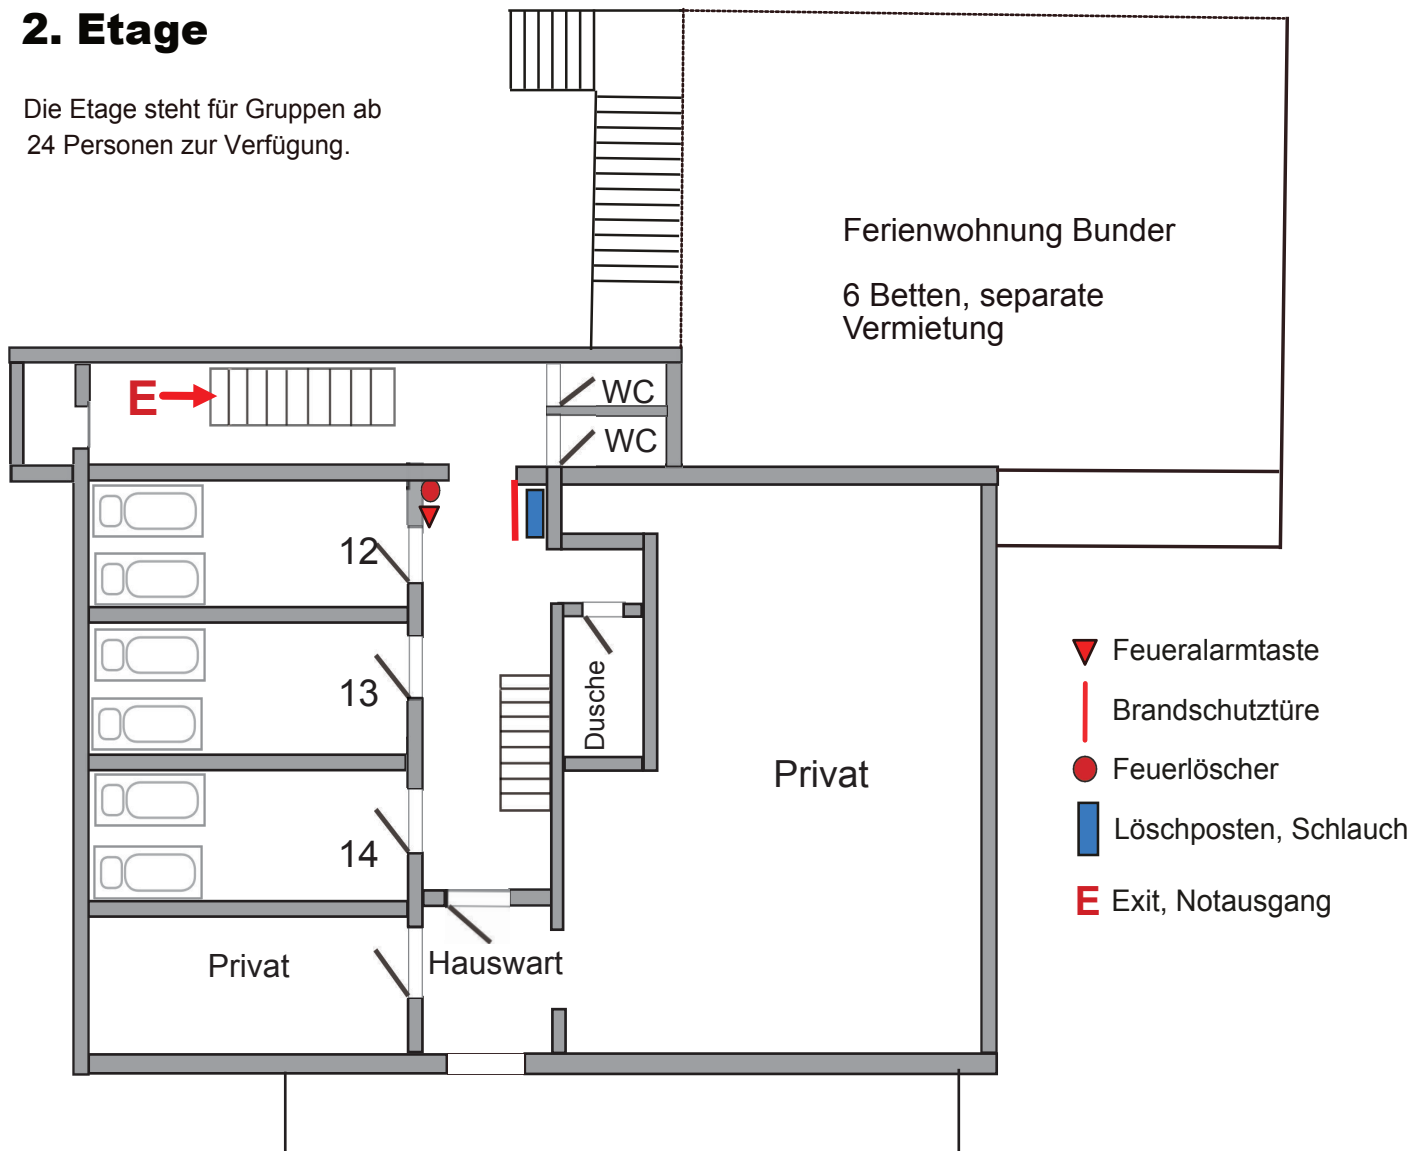 2. Etage
Die Etage steht für Gruppen ab
24 Personen zur Verfügung.
Ferienwohnung Bunder
6 Betten, separate
Vermietung
E
WC
WC
12
13
Dusche
14
Privat
Privat
Hauswart
Feueralarmtaste
Brandschutztüre
Feuerlöscher
Löschposten, Schlauch
E Exit, Notausgang